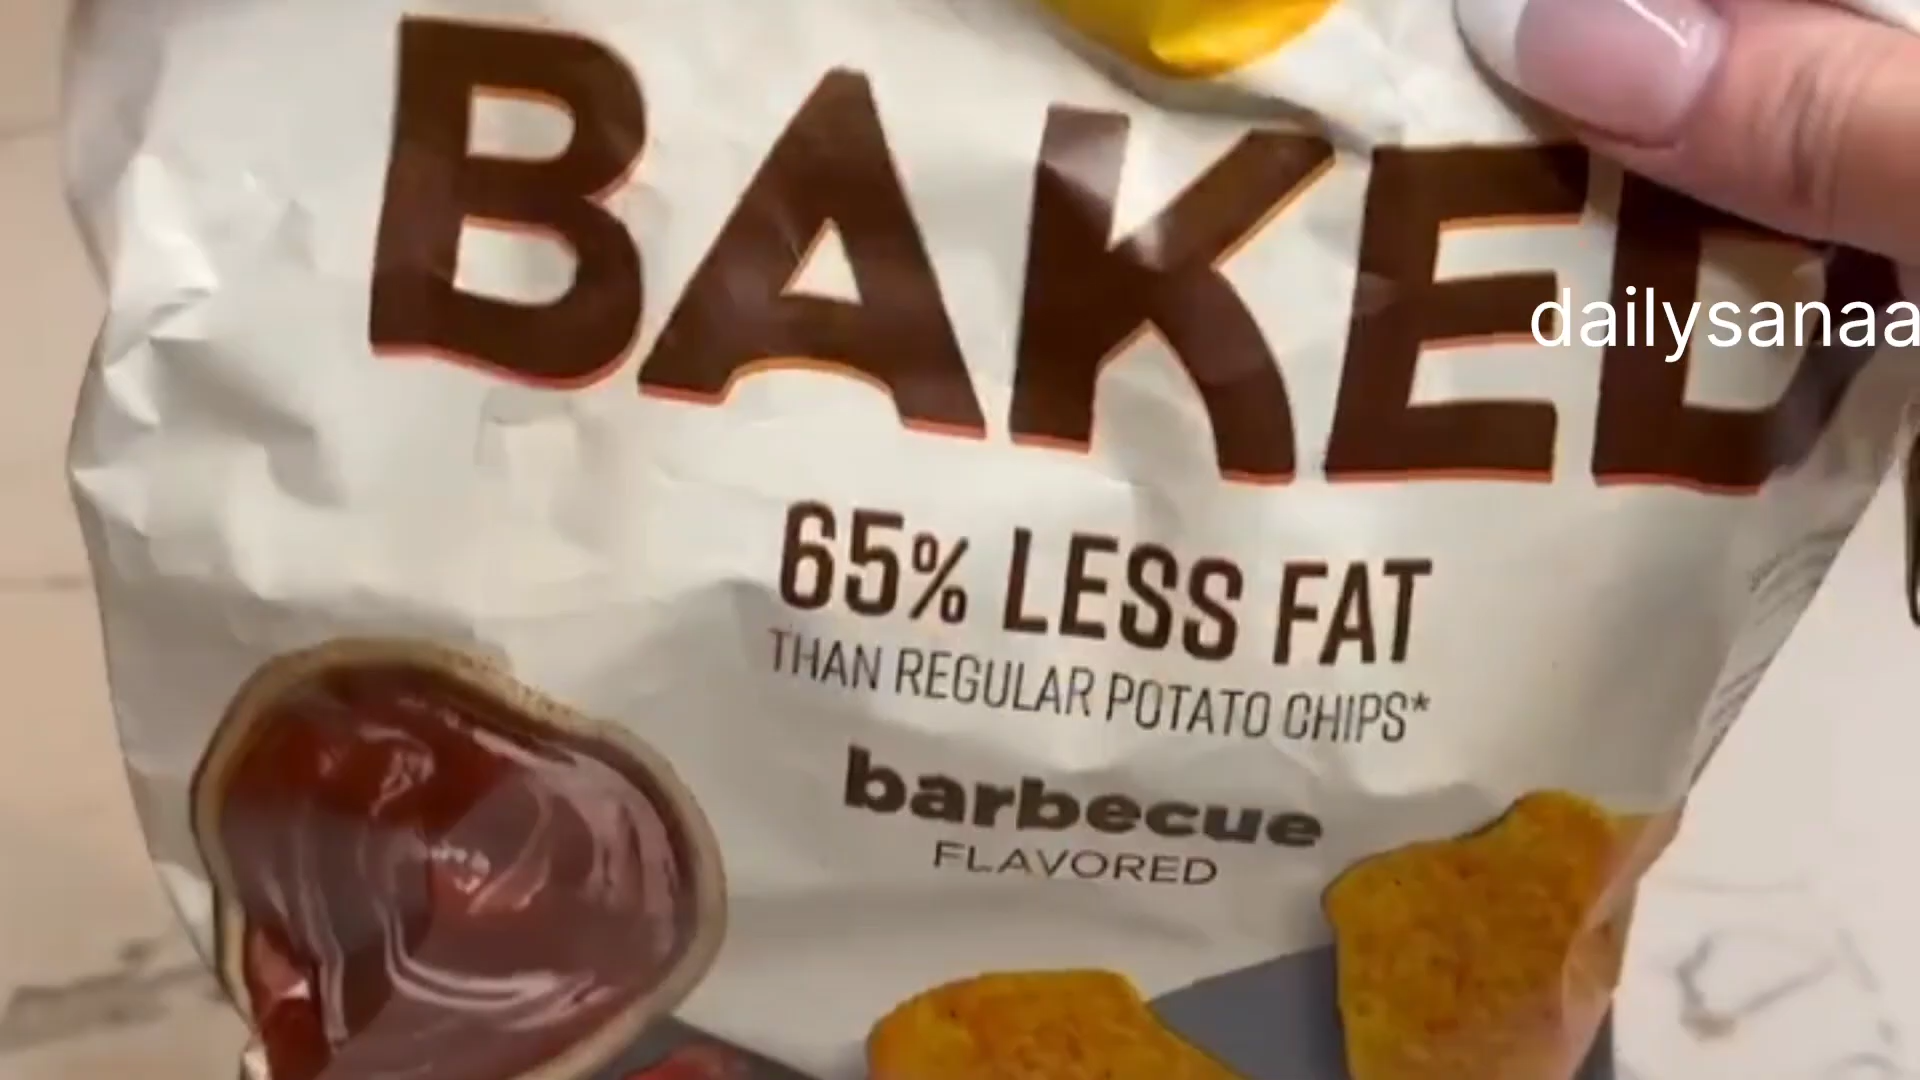 BAKED
dailysanaa
65% LESS FAT
THAN REGULAR POTATO CHIPS*
barbecue
FLAVORED